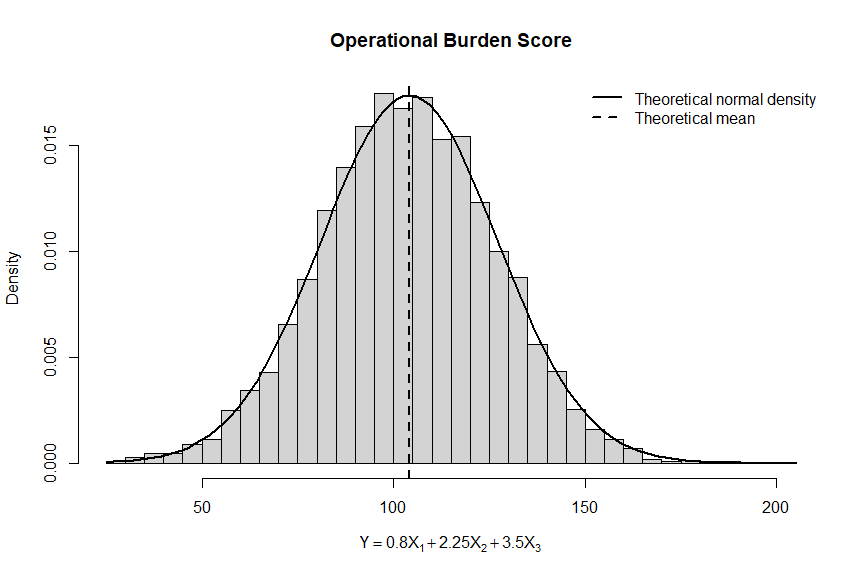 Operational Burden Score
Theoretical normal density
Theoretical mean
Density
0.015
0.010
0.005
0.000
50 100 150 200
Y = 0.8X₁ + 2.25X₂ + 3.5X₃